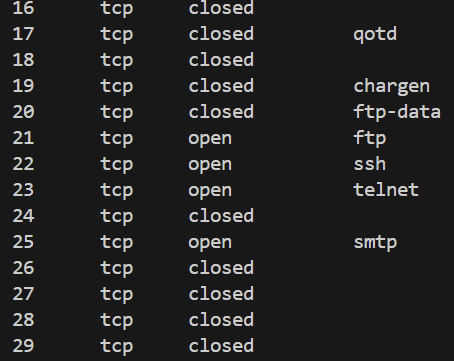 16 tcp closed
17 tcp closed qotd
18 tcp closed
19 tcp closed chargen
20 tcp closed ftp-data
21 tcp open ftp
22 tcp open ssh
23 tcp open telnet
24 tcp closed
25 tcp open smtp
26 tcp closed
27 tcp closed
28 tcp closed
29 tcp closed